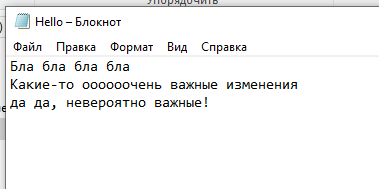 Упорядочить
Hello – Блокнот
Файл Правка Формат Вид Справка
Бла бла бла бла
Какие-то ооооооочень важные изменения
да да, невероятно важные!